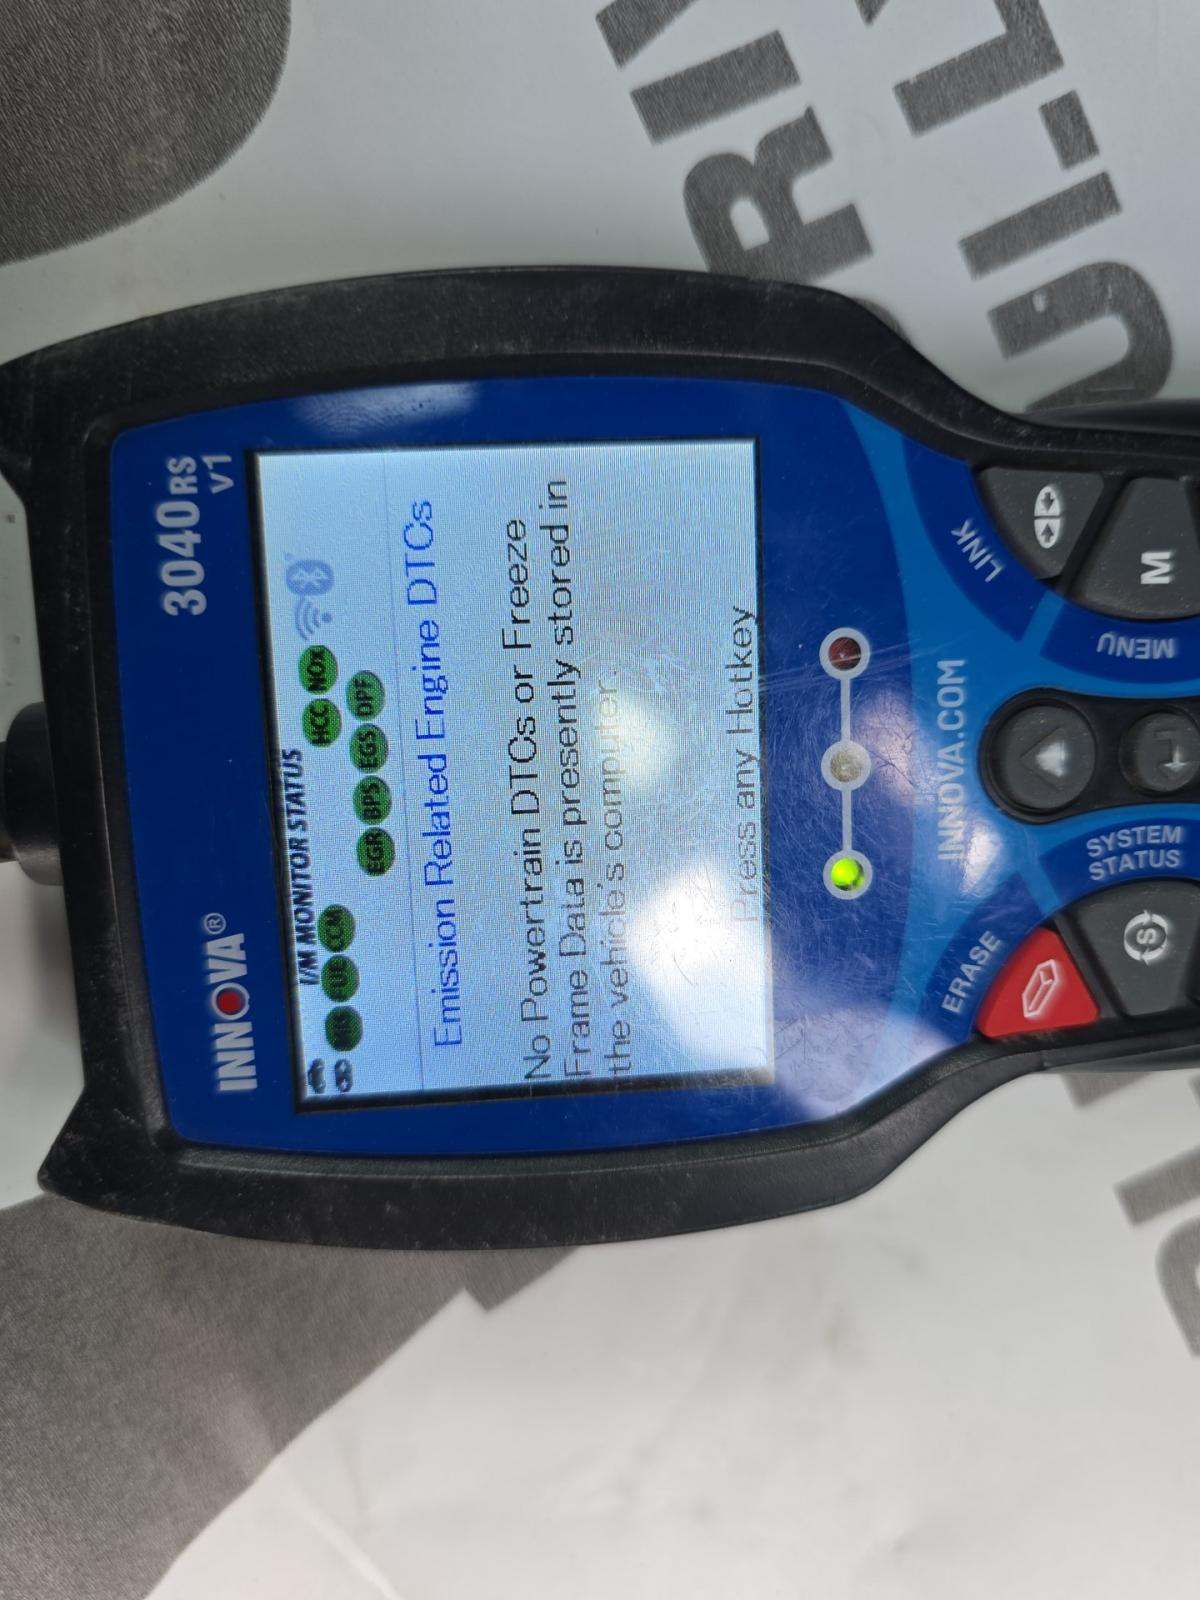 INNOVA®
3040RS
V1
I/M MONITOR STATUS
HCC NOx
EGR BPS EGS DPF
Emission Related Engine DTCs
No Powertrain DTCs or Freeze
Frame Data is presently stored in
the vehicle's computer.
Press any Hotkey
INNOVA.COM
ERASE
LINK
SYSTEM
STATUS
S
MENU
M